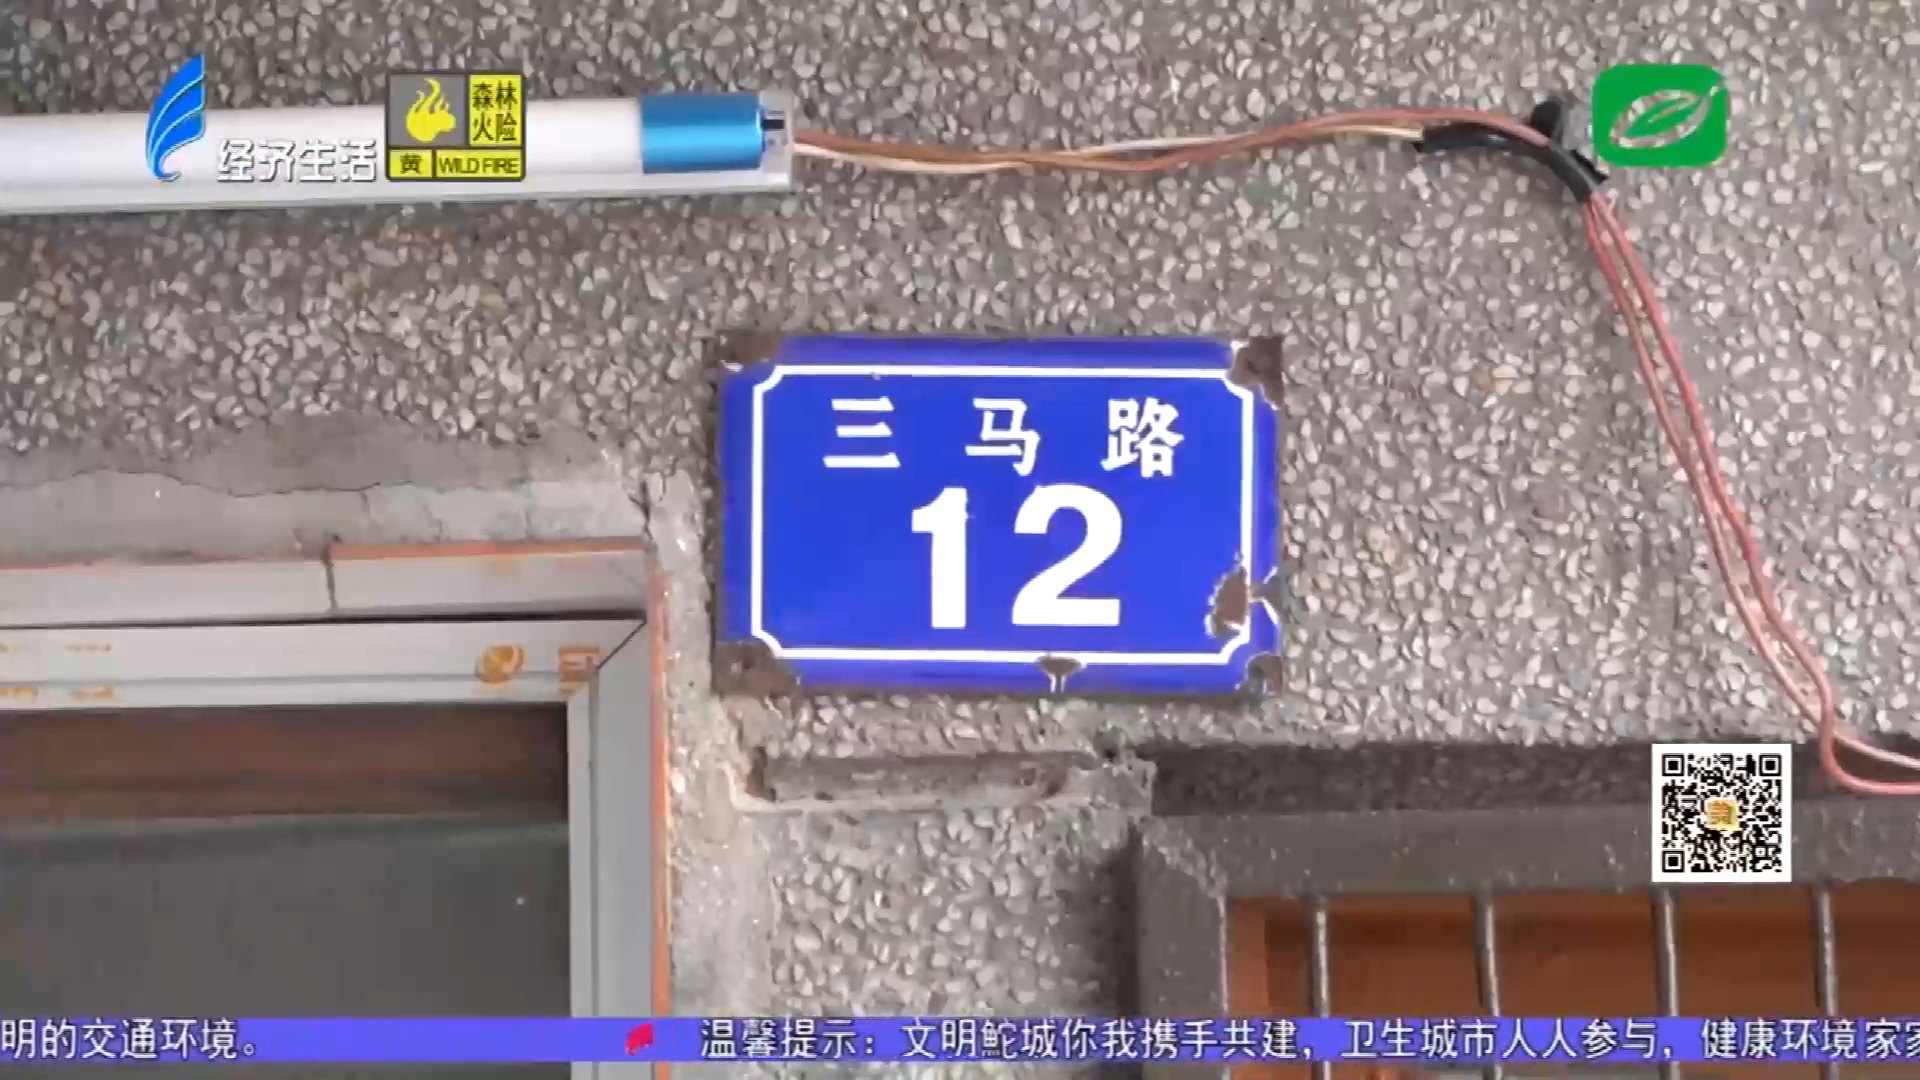 经济生活
森林
火险
黄 WILD FIRE
三马路
12
明的交通环境。 温馨提示：文明鮀城你我携手共建，卫生城市人人参与，健康环境家